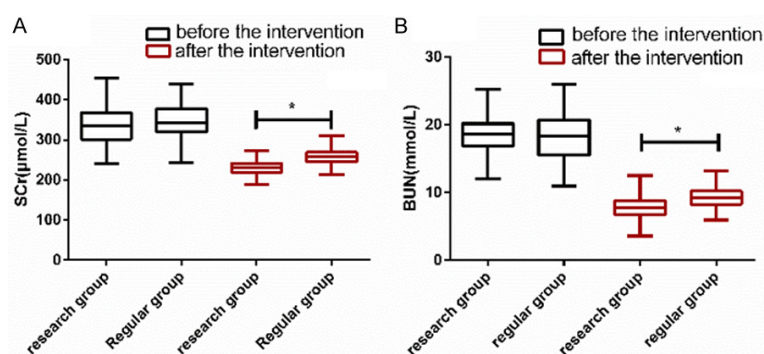 A
before the intervention
after the intervention
SCr(μmol/L)
500
400
300
200
100
0
*
research group
Regular group
research group
Regular group
B
before the intervention
after the intervention
BUN(mmol/L)
30
20
10
0
*
research group
regular group
research group
regular group